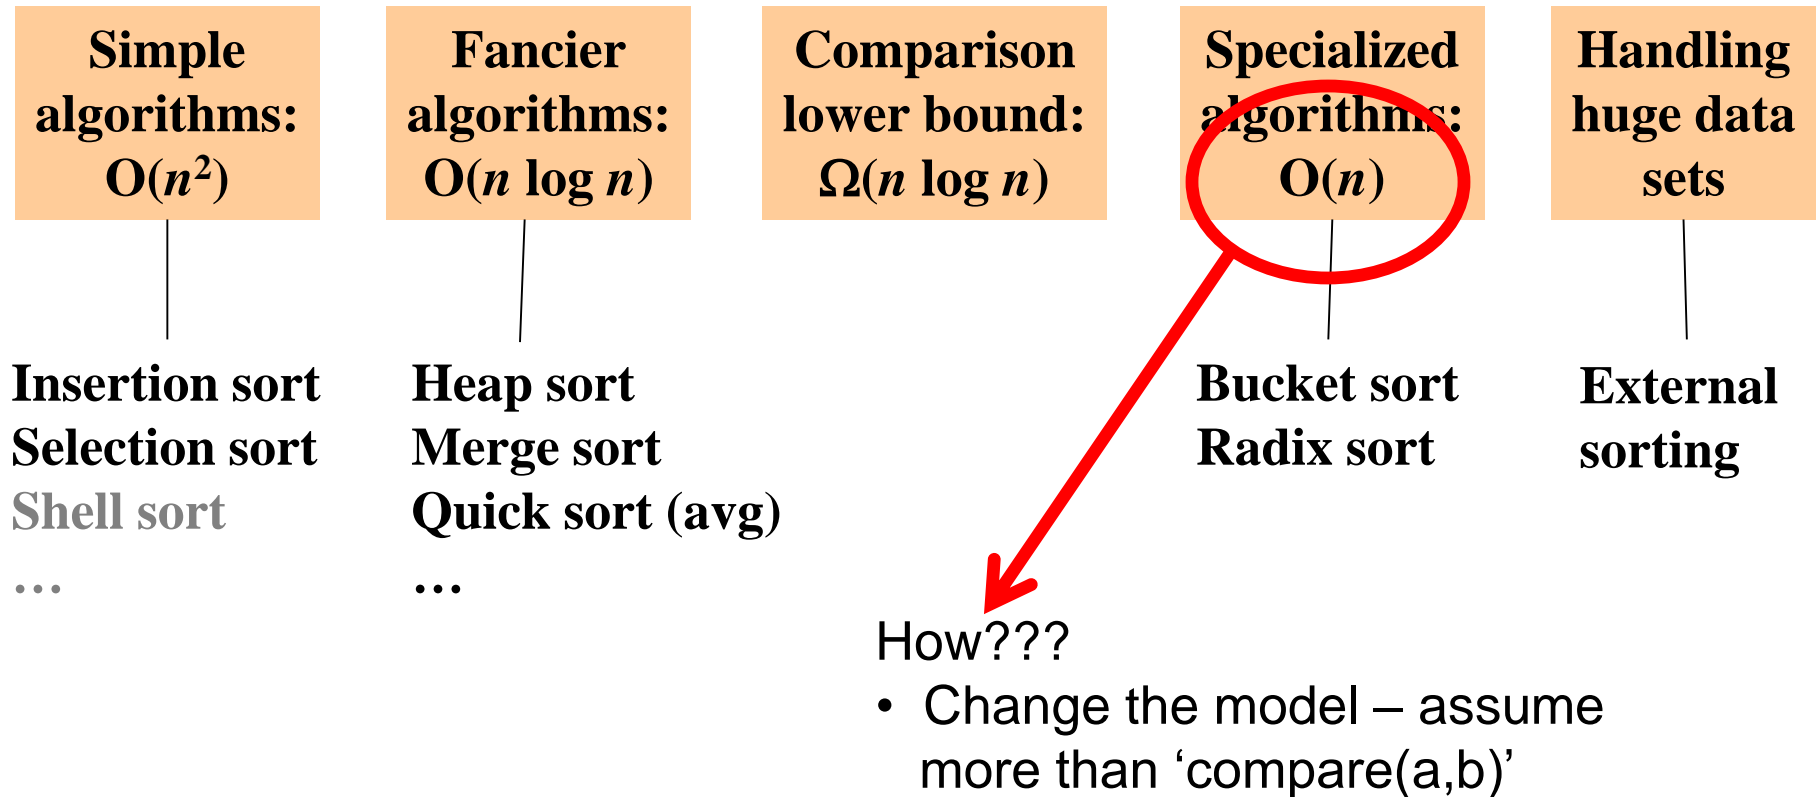 Simple
algorithms:
O(n²)
Fancier
algorithms:
O(n log n)
Comparison
lower bound:
Ω(n log n)
Specialized
algorithms:
O(n)
Handling
huge data
sets
Insertion sort
Selection sort
Shell sort
…
Heap sort
Merge sort
Quick sort (avg)
…
Bucket sort
Radix sort
External
sorting
How???
• Change the model – assume
more than ‘compare(a,b)’